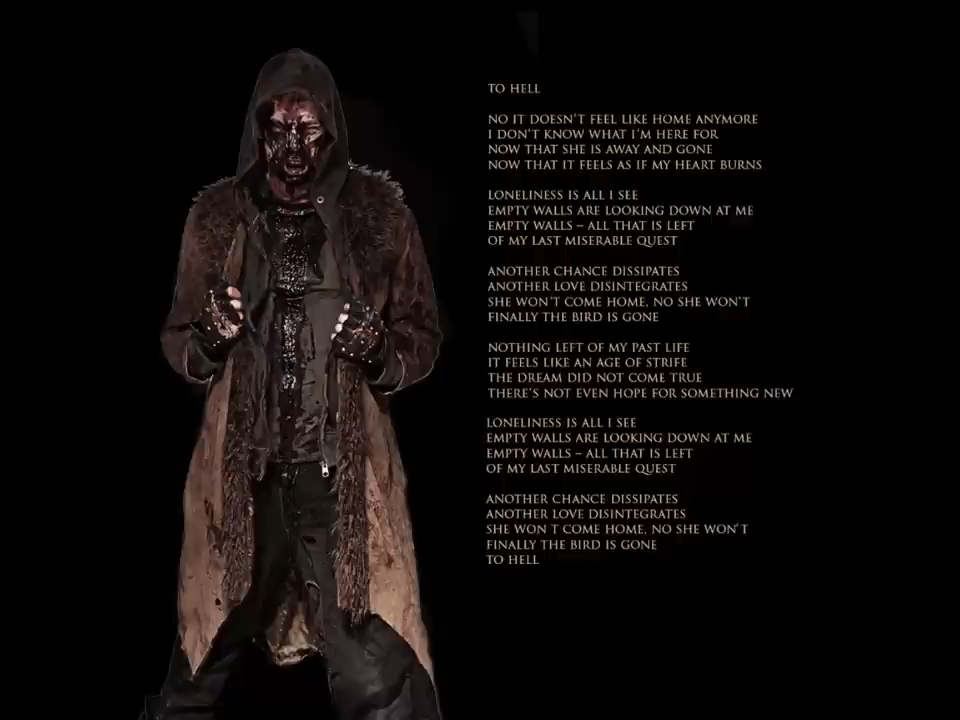 TO HELL
NO IT DOESN'T FEEL LIKE HOME ANYMORE
I DON'T KNOW WHAT I'M HERE FOR
NOW THAT SHE IS AWAY AND GONE
NOW THAT IT FEELS AS IF MY HEART BURNS
LONELINESS IS ALL I SEE
EMPTY WALLS ARE LOOKING DOWN AT ME
EMPTY WALLS – ALL THAT IS LEFT
OF MY LAST MISERABLE QUEST
ANOTHER CHANCE DISSIPATES
ANOTHER LOVE DISINTEGRATES
SHE WON'T COME HOME, NO SHE WON'T
FINALLY THE BIRD IS GONE
NOTHING LEFT OF MY PAST LIFE
IT FEELS LIKE AN AGE OF STRIFE
THE DREAM DID NOT COME TRUE
THERE'S NOT EVEN HOPE FOR SOMETHING NEW
LONELINESS IS ALL I SEE
EMPTY WALLS ARE LOOKING DOWN AT ME
EMPTY WALLS – ALL THAT IS LEFT
OF MY LAST MISERABLE QUEST
ANOTHER CHANCE DISSIPATES
ANOTHER LOVE DISINTEGRATES
SHE WON T COME HOME, NO SHE WON'T
FINALLY THE BIRD IS GONE
TO HELL